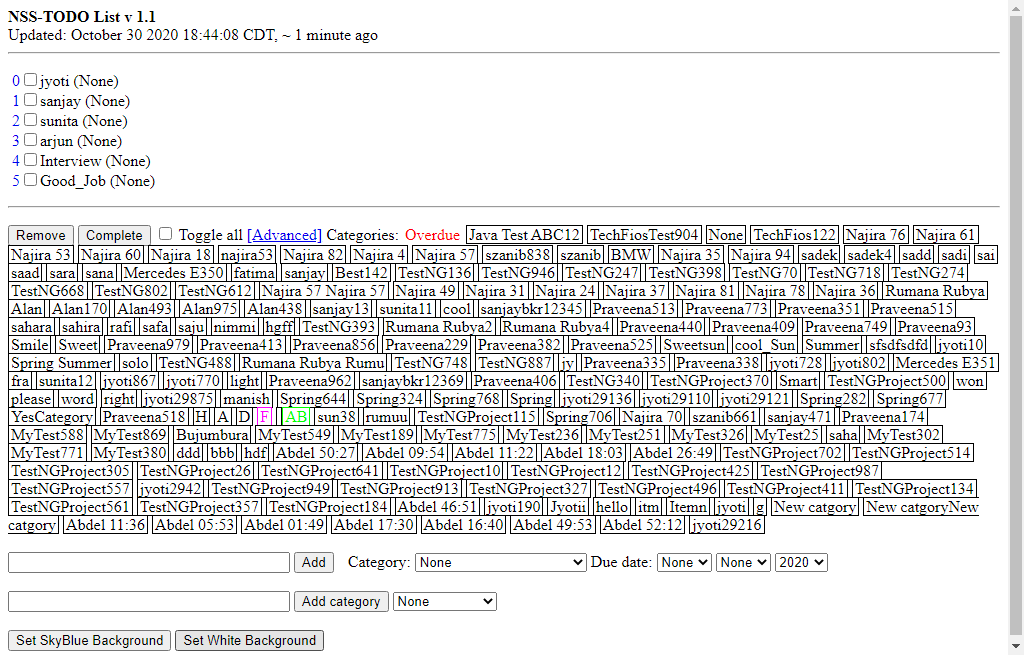 NSS-TODO List v 1.1
Updated: October 30 2020 18:44:08 CDT, ~ 1 minute ago
0 jyoti (None)
1 sanjay (None)
2 sunita (None)
3 arjun (None)
4 Interview (None)
5 Good_Job (None)
Remove Complete Toggle all [Advanced] Categories: Overdue Java Test ABC12 TechFiosTest904 None TechFios122 Najira 76 Najira 61
Najira 53 Najira 60 Najira 18 najira53 Najira 82 Najira 4 Najira 57 szanib838 szanib BMW Najira 35 Najira 94 sadek sadek4 sadd sadi sai
saad sara sana Mercedes E350 fatima sanjay Best142 TestNG136 TestNG946 TestNG247 TestNG398 TestNG70 TestNG718 TestNG274
TestNG668 TestNG802 TestNG612 Najira 57 Najira 57 Najira 49 Najira 31 Najira 24 Najira 37 Najira 81 Najira 78 Najira 36 Rumana Rubya
Alan Alan170 Alan493 Alan975 Alan438 sanjay13 sunita11 cool sanjaybkr12345 Praveena513 Praveena773 Praveena351 Praveena515
sahara sahira rafi safa saju nimmi hgff TestNG393 Rumana Rubya2 Rumana Rubya4 Praveena440 Praveena409 Praveena749 Praveena93
Smile Sweet Praveena979 Praveena413 Praveena856 Praveena229 Praveena382 Praveena525 Sweetsun cool_Sun Summer sfsdfsdfd jyoti10
Spring Summer solo TestNG488 Rumana Rubya Rumu TestNG748 TestNG887 jy Praveena335 Praveena338 jyoti728 jyoti802 Mercedes E351
fra sunita12 jyoti867 jyoti770 light Praveena962 sanjaybkr12369 Praveena406 TestNG340 TestNGProject370 Smart TestNGProject500 won
please word right jyoti29875 manish Spring644 Spring324 Spring768 Spring jyoti29136 jyoti29110 jyoti29121 Spring282 Spring677
YesCategory Praveena518 H A D F AB sun38 rumuu TestNGProject115 Spring706 Najira 70 szanib661 sanjay471 Praveena174
MyTest588 MyTest869 Bujumbura MyTest549 MyTest189 MyTest775 MyTest236 MyTest251 MyTest326 MyTest25 saha MyTest302
MyTest771 MyTest380 ddd bbb hdf Abdel 50:27 Abdel 09:54 Abdel 11:22 Abdel 18:03 Abdel 26:49 TestNGProject702 TestNGProject514
TestNGProject305 TestNGProject26 TestNGProject641 TestNGProject10 TestNGProject12 TestNGProject425 TestNGProject987
TestNGProject557 jyoti2942 TestNGProject949 TestNGProject913 TestNGProject327 TestNGProject496 TestNGProject411 TestNGProject134
TestNGProject561 TestNGProject357 TestNGProject184 Abdel 46:51 jyoti190 Jyotii hello itm Itemn jyoti g New catgory New catgoryNew
catgory Abdel 11:36 Abdel 05:53 Abdel 01:49 Abdel 17:30 Abdel 16:40 Abdel 49:53 Abdel 52:12 jyoti29216
Add Category: None Due date: None None 2020
Add category None
Set SkyBlue Background Set White Background